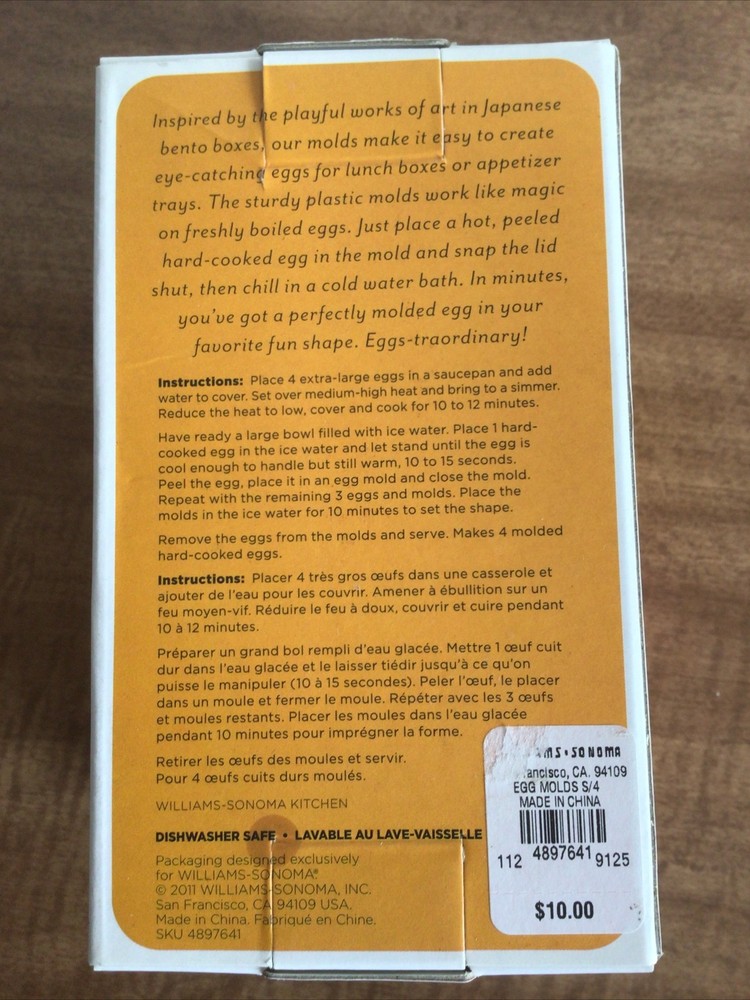 Inspired by the playful works of art in Japanese
bento boxes, our molds make it easy to create
eye-catching eggs for lunch boxes or appetizer
trays. The sturdy plastic molds work like magic
on freshly boiled eggs. Just place a hot, peeled
hard-cooked egg in the mold and snap the lid
shut, then chill in a cold water bath. In minutes,
you've got a perfectly molded egg in your
favorite fun shape. Eggs-traordinary!
Instructions: Place 4 extra-large eggs in a saucepan and add
water to cover. Set over medium-high heat and bring to a simmer.
Reduce the heat to low, cover and cook for 10 to 12 minutes.
Have ready a large bowl filled with ice water. Place 1 hard-
cooked egg in the ice water and let stand until the egg is
cool enough to handle but still warm, 10 to 15 seconds.
Peel the egg, place it in an egg mold and close the mold.
Repeat with the remaining 3 eggs and molds. Place the
molds in the ice water for 10 minutes to set the shape.
Remove the eggs from the molds and serve. Makes 4 molded
hard-cooked eggs.
Instructions: Placer 4 très gros œufs dans une casserole et
ajouter de l'eau pour les couvrir. Amener à ébullition sur un
feu moyen-vif. Réduire le feu à doux, couvrir et cuire pendant
10 à 12 minutes.
Préparer un grand bol rempli d'eau glacée. Mettre 1 œuf cuit
dur dans l'eau glacée et le laisser tiédir jusqu'à ce qu'on
puisse le manipuler (10 à 15 secondes). Peler l'œuf, le placer
dans un moule et fermer le moule. Répéter avec les 3 œufs
et moules restants. Placer les moules dans l'eau glacée
pendant 10 minutes pour imprégner la forme.
Retirer les œufs des moules et servir.
Pour 4 œufs cuits durs moulés.
WILLIAMS-SONOMA KITCHEN
DISHWASHER SAFE • LAVABLE AU LAVE-VAISSELLE
Packaging designed exclusively
for WILLIAMS-SONOMA®
© 2011 WILLIAMS-SONOMA, INC.
San Francisco, CA 94109 USA.
Made in China. Fabriqué en Chine.
SKU 4897641
AMS•SONOMA
ancisco, CA. 94109
EGG MOLDS S/4
MADE IN CHINA
112 4897641 9125
$10.00